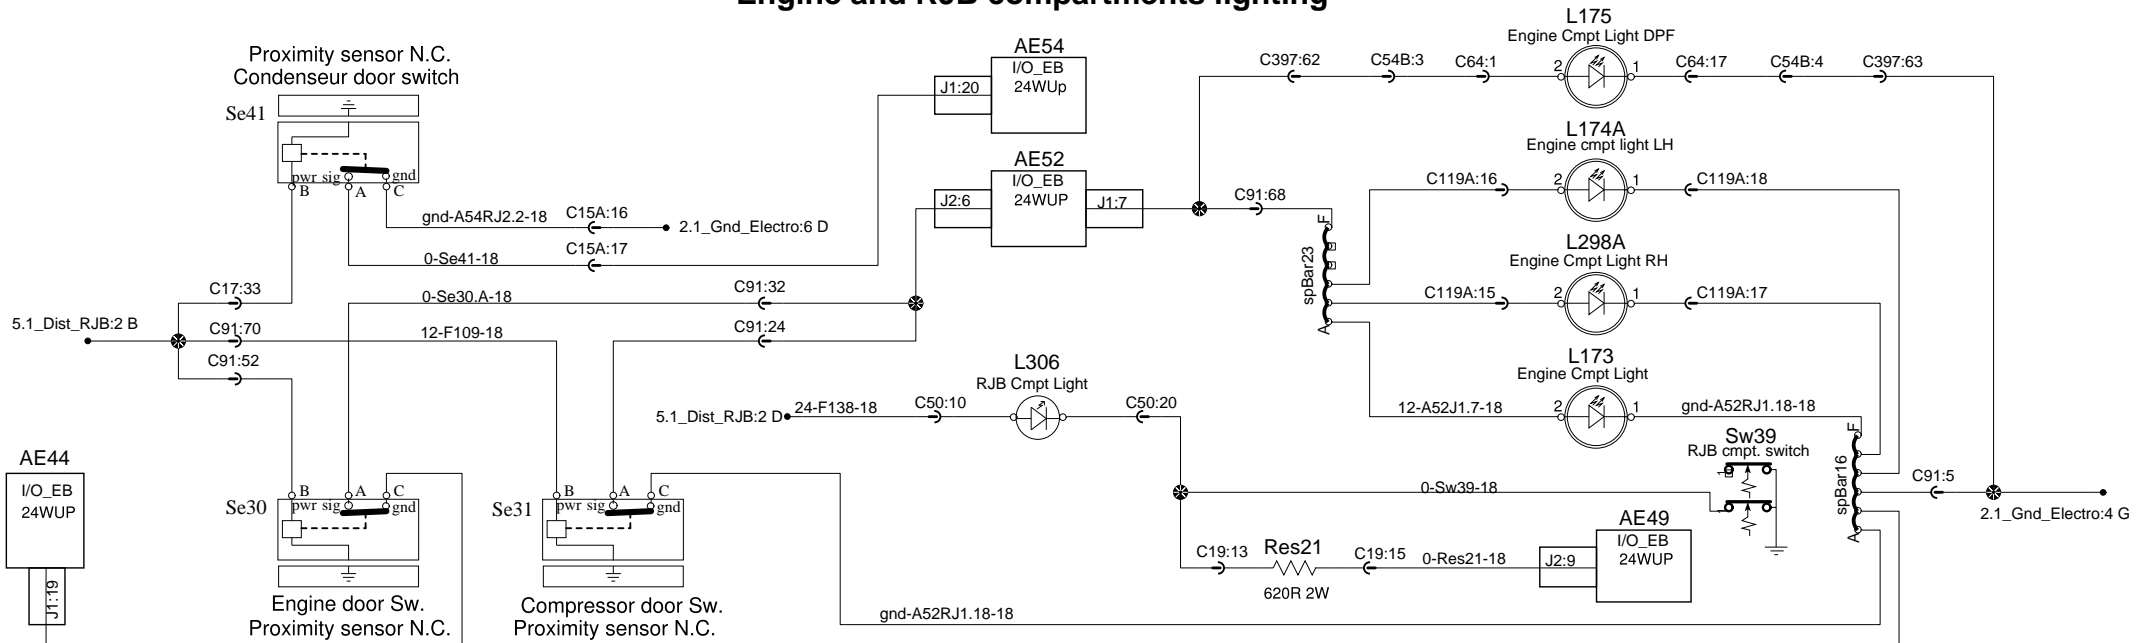 Engine and RJB compartments lighting
L175
Engine Cmpt Light DPF
C397:62
C54B:3
C64:1
2
1
C64:17
C54B:4
C397:63
Proximity sensor N.C.
Condenseur door switch
Se41
pwr sig
gnd
B
A
C
AE54
I/O_EB
24WUp
J1:20
AE52
I/O_EB
24WUP
J2:6
J1:7
C91:68
L174A
Engine cmpt light LH
C119A:16
2
1
C119A:18
gnd-A54RJ2.2-18
C15A:16
2.1_Gnd_Electro:6 D
0-Se41-18
C15A:17
F
spBar23
A
L298A
Engine Cmpt Light RH
C119A:15
2
1
C119A:17
C17:33
0-Se30.A-18
C91:32
5.1_Dist_RJB:2 B
C91:70
12-F109-18
C91:24
C91:52
L306
RJB Cmpt Light
5.1_Dist_RJB:2 D
24-F138-18
C50:10
C50:20
L173
Engine Cmpt Light
12-A52J1.7-18
2
1
gnd-A52RJ1.18-18
Sw39
RJB cmpt. switch
1
1
F
spBar16
A
C91:5
2.1_Gnd_Electro:4 G
AE44
I/O_EB
24WUP
J1:19
Se30
B
A
C
pwr sig
gnd
Engine door Sw.
Proximity sensor N.C.
Se31
B
A
C
pwr sig
gnd
Compressor door Sw.
Proximity sensor N.C.
0-Sw39-18
C19:13
Res21
620R 2W
C19:15
0-Res21-18
AE49
I/O_EB
24WUP
J2:9
gnd-A52RJ1.18-18